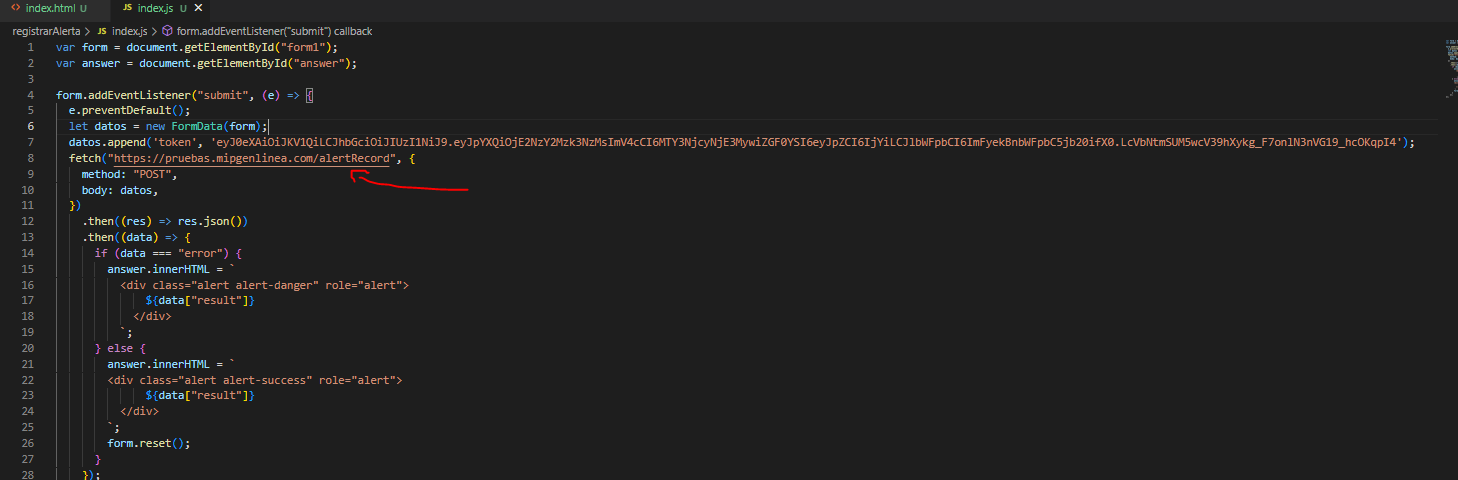 index.html U
JS index.js U
registrarAlerta > JS index.js > form.addEventListener("submit") callback
1 var form = document.getElementById("form1");
2 var answer = document.getElementById("answer");
3
4 form.addEventListener("submit", (e) => {
5 e.preventDefault();
6 let datos = new FormData(form);
7 datos.append('token', 'eyJ0eXAiOiJKV1QiLCJhbGciOiJIUzI1NiJ9.eyJpYXQiOjE2NzY2Mzk3NzMsImV4cCI6MTY3NjcyNjE3MywiZGF0YSI6eyJpZCI6IjYiLCJlbWFpbCI6ImFyekBnbWFpbC5jb20ifX0.LcVbNtmSUM5wcV39hXykg_F7onlN3nVG19_hcOKqpI4');
8 fetch("https://pruebas.mipgenlinea.com/alertRecord", {
9 method: "POST",
10 body: datos,
11 })
12 .then((res) => res.json())
13 .then((data) => {
14 if (data === "error") {
15 answer.innerHTML = `
16 <div class="alert alert-danger" role="alert">
17 ${data["result"]}
18 </div>
19 `;
20 } else {
21 answer.innerHTML = `
22 <div class="alert alert-success" role="alert">
23 ${data["result"]}
24 </div>
25 `;
26 form.reset();
27 }
28 });